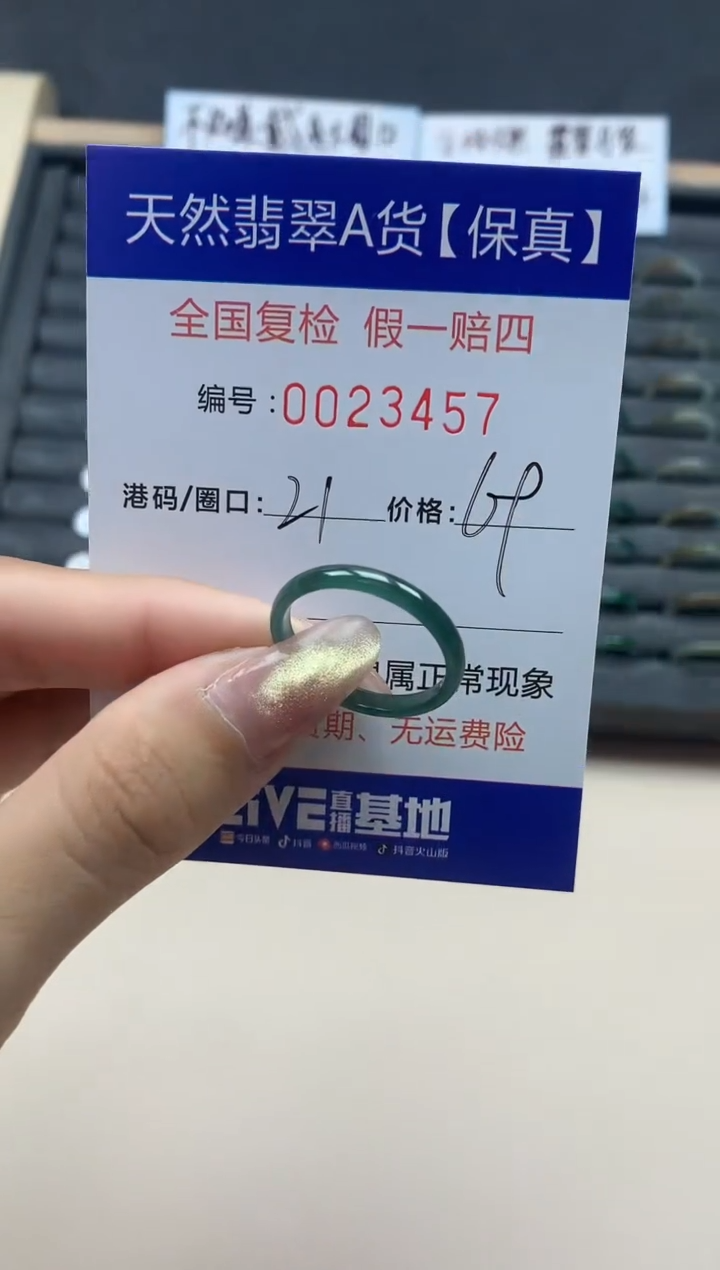 天然翡翠A货【保真】
全国复检 假一赔四
编号:0023457
港码/圈口:21 价格:69
属正常现象
期、无运费险
LIVE直播基地
今日头条 抖音 西瓜视频 抖音火山版